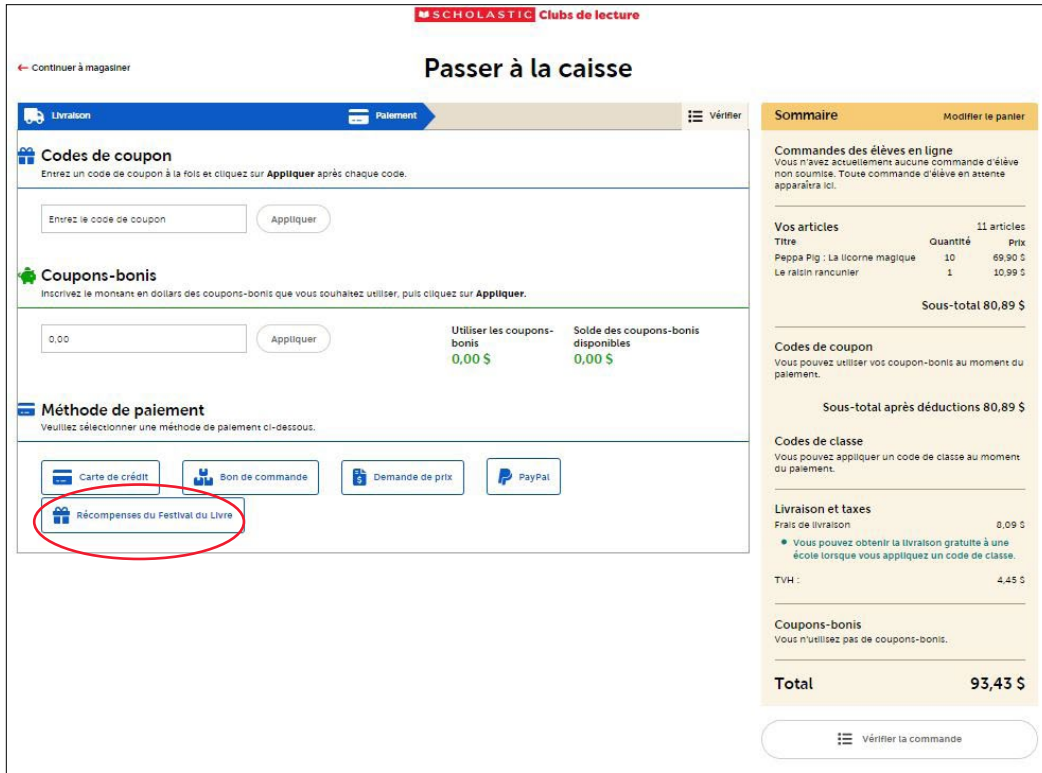 SCHOLASTIC Clubs de lecture
← Continuer à magasiner
Passer à la caisse
Livraison
Paiement
Vérifier
Codes de coupon
Entrez un code de coupon à la fois et cliquez sur Appliquer après chaque code.
Entrez le code de coupon
Appliquer
Coupons-bonis
Inscrivez le montant en dollars des coupons-bonis que vous souhaitez utiliser, puis cliquez sur Appliquer.
0,00
Appliquer
Utiliser les coupons-
bonis
0,00 $
Solde des coupons-bonis
disponibles
0,00 $
Méthode de paiement
Veuillez sélectionner une méthode de paiement ci-dessous.
Carte de crédit
Bon de commande
Demande de prix
PayPal
Récompenses du Festival du Livre
Sommaire Modifier le panier
Commandes des élèves en ligne
Vous n'avez actuellement aucune commande d'élève
non soumise. Toute commande d'élève en attente
apparaîtra ici.
Vos articles 11 articles
Titre Quantité Prix
Peppa Pig : La licorne magique 10 69,90 $
Le raisin rancunier 1 10,99 $
Sous-total 80,89 $
Codes de coupon
Vous pouvez utiliser vos coupon-bonis au moment du
paiement.
Sous-total après déductions 80,89 $
Codes de classe
Vous pouvez appliquer un code de classe au moment
du paiement.
Livraison et taxes
Frais de livraison 8,09 $
• Vous pouvez obtenir la livraison gratuite à une
école lorsque vous appliquez un code de classe.
TVH : 4,45 $
Coupons-bonis
Vous n'utilisez pas de coupons-bonis.
Total 93,43 $
Vérifier la commande